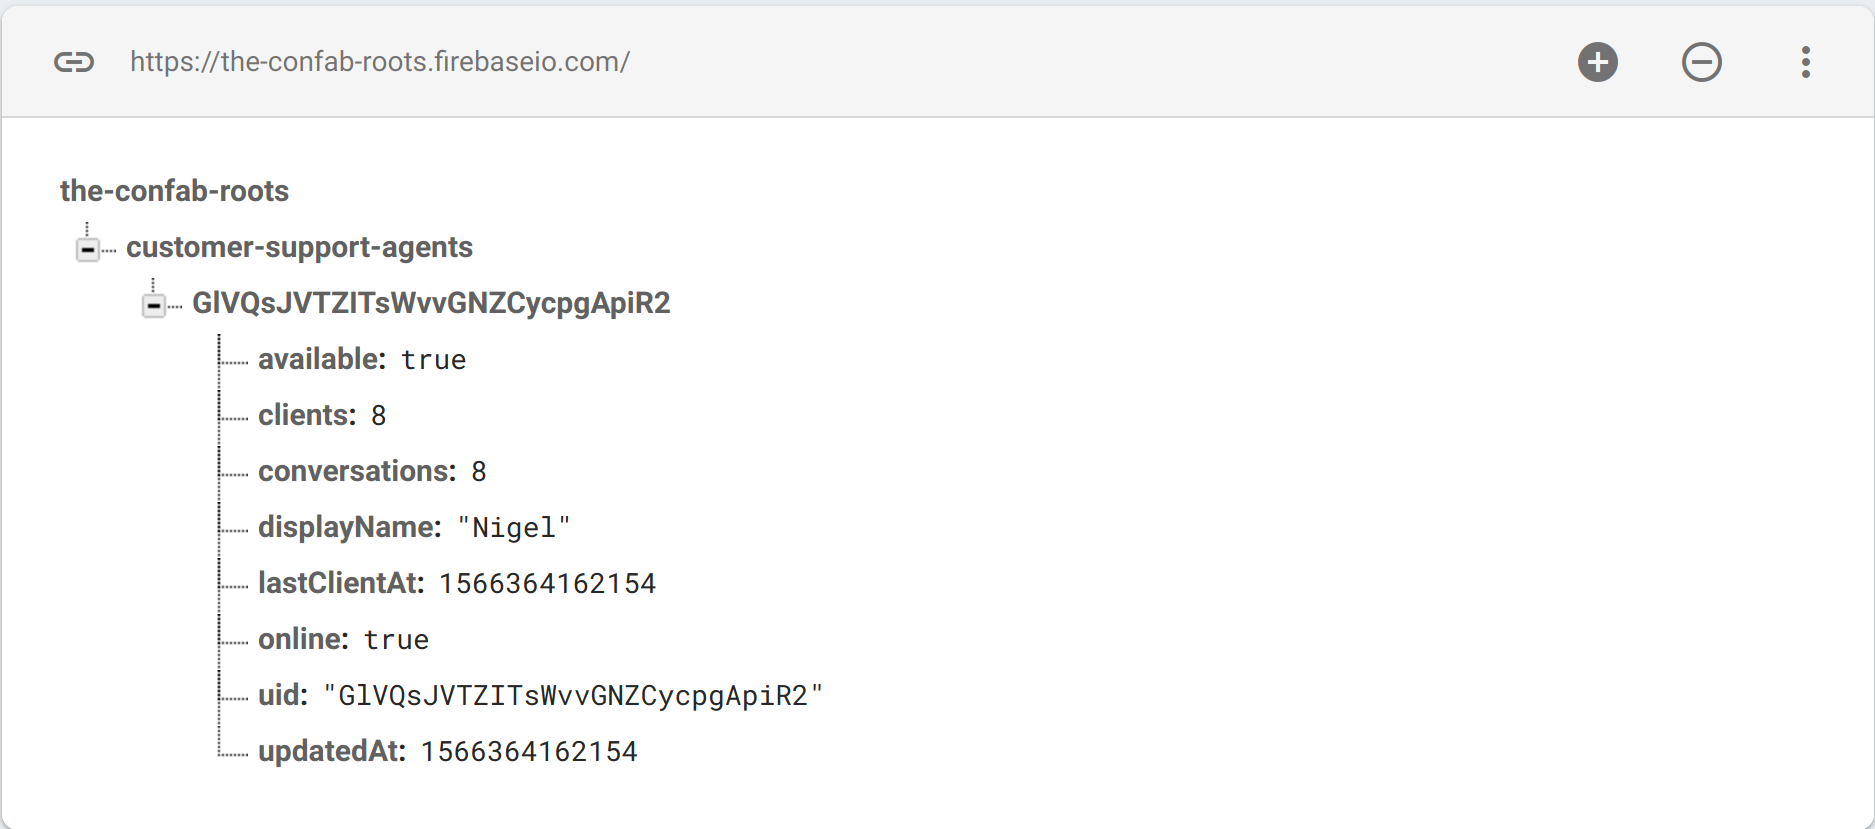 https://the-confab-roots.firebaseio.com/
the-confab-roots
customer-support-agents
GlVQsJVTZITsWvvGNZCycpgApiR2
available: true
clients: 8
conversations: 8
displayName: "Nigel"
lastClientAt: 1566364162154
online: true
uid: "GlVQsJVTZITsWvvGNZCycpgApiR2"
updatedAt: 1566364162154